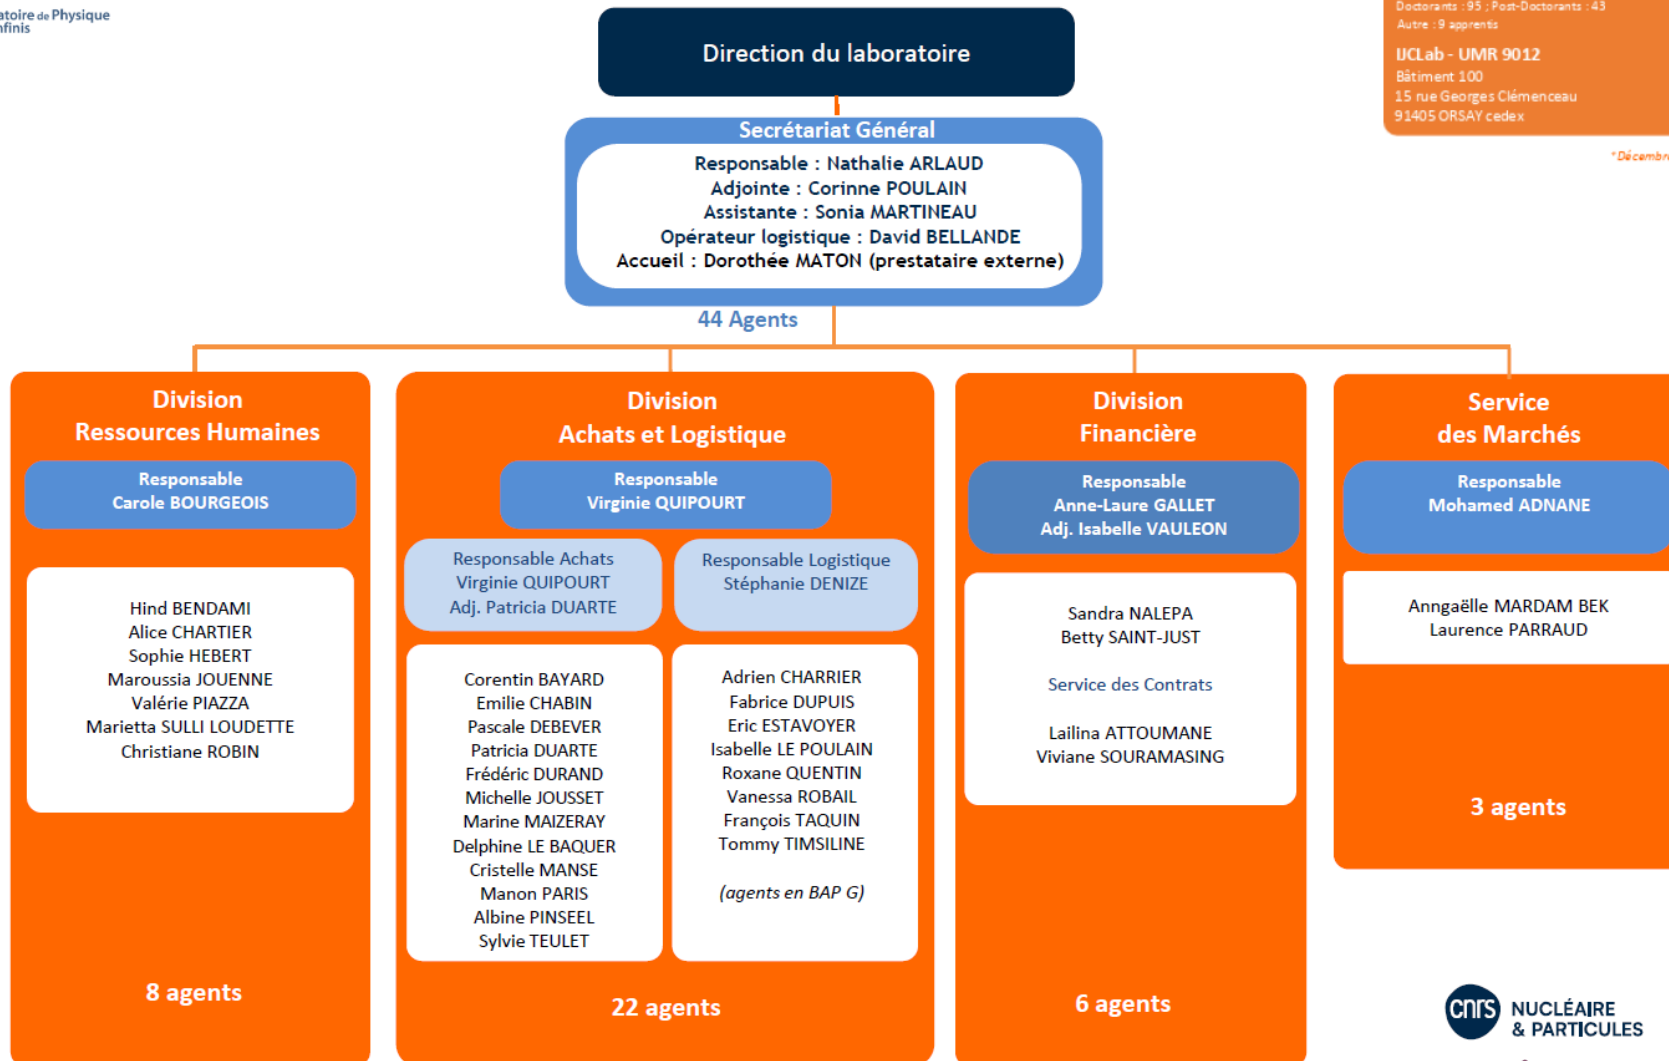 atoire de Physique
nfinis
Doctorants : 95 ; Post-Doctorants : 43
Autre : 9 apprentis
IJCLab - UMR 9012
Bâtiment 100
15 rue Georges Clémenceau
91405 ORSAY cedex
*Décembre
Direction du laboratoire
Secrétariat Général
Responsable : Nathalie ARLAUD
Adjointe : Corinne POULAIN
Assistante : Sonia MARTINEAU
Opérateur logistique : David BELLANDE
Accueil : Dorothée MATON (prestataire externe)
44 Agents
Division
Ressources Humaines
Responsable
Carole BOURGEOIS
Hind BENDAMI
Alice CHARTIER
Sophie HEBERT
Maroussia JOUENNE
Valérie PIAZZA
Marietta SULLI LOUDETTE
Christiane ROBIN
8 agents
Division
Achats et Logistique
Responsable
Virginie QUIPOURT
Responsable Achats
Virginie QUIPOURT
Adj. Patricia DUARTE
Corentin BAYARD
Emilie CHABIN
Pascale DEBEVER
Patricia DUARTE
Frédéric DURAND
Michelle JOUSSET
Marine MAIZERAY
Delphine LE BAQUER
Cristelle MANSE
Manon PARIS
Albine PINSEEL
Sylvie TEULET
Responsable Logistique
Stéphanie DENIZE
Adrien CHARRIER
Fabrice DUPUIS
Eric ESTAVOYER
Isabelle LE POULAIN
Roxane QUENTIN
Vanessa ROBAIL
François TAQUIN
Tommy TIMSILINE
(agents en BAP G)
22 agents
Division
Financière
Responsable
Anne-Laure GALLET
Adj. Isabelle VAULEON
Sandra NALEPA
Betty SAINT-JUST
Service des Contrats
Lailina ATTOUMANE
Viviane SOURAMASING
6 agents
Service
des Marchés
Responsable
Mohamed ADNANE
Anngaëlle MARDAM BEK
Laurence PARRAUD
3 agents
cnrs
NUCLÉAIRE
& PARTICULES